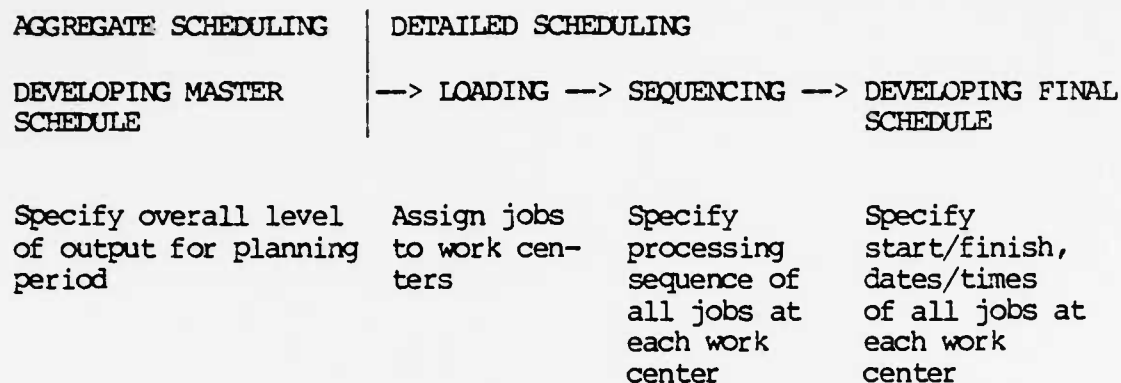 AGGREGATE SCHEDULING | DETAILED SCHEDULING
DEVELOPING MASTER |--> LOADING --> SEQUENCING --> DEVELOPING FINAL
SCHEDULE | SCHEDULE
Specify overall level Assign jobs Specify Specify
of output for planning to work cen- processing start/finish,
period ters sequence of dates/times
all jobs at of all jobs at
each work each work
center center